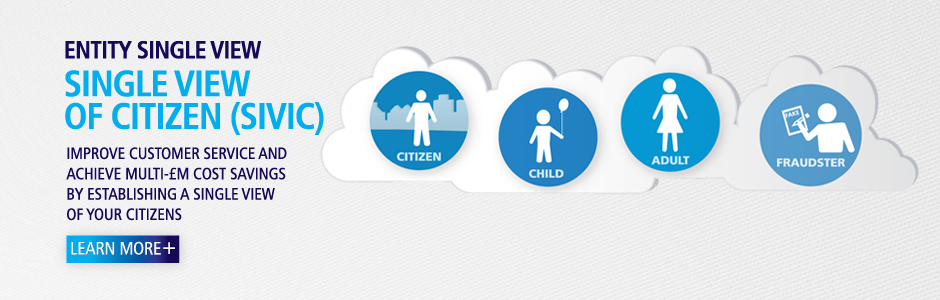 ENTITY SINGLE VIEW
SINGLE VIEW
OF CITIZEN (SIVIC)
IMPROVE CUSTOMER SERVICE AND
ACHIEVE MULTI-£M COST SAVINGS
BY ESTABLISHING A SINGLE VIEW
OF YOUR CITIZENS
LEARN MORE+
CITIZEN
CHILD
ADULT
FAKE
FRAUDSTER